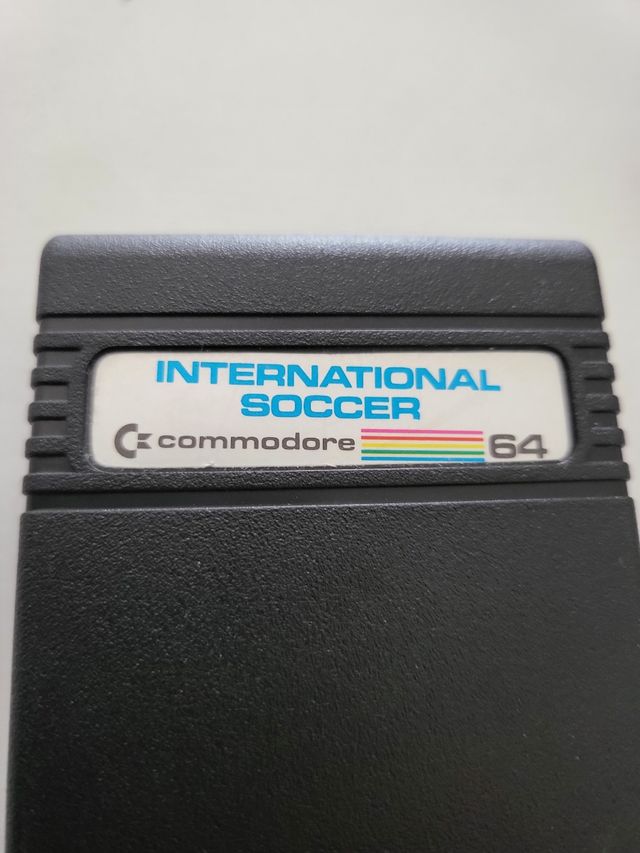 INTERNATIONAL
SOCCER
commodore 64